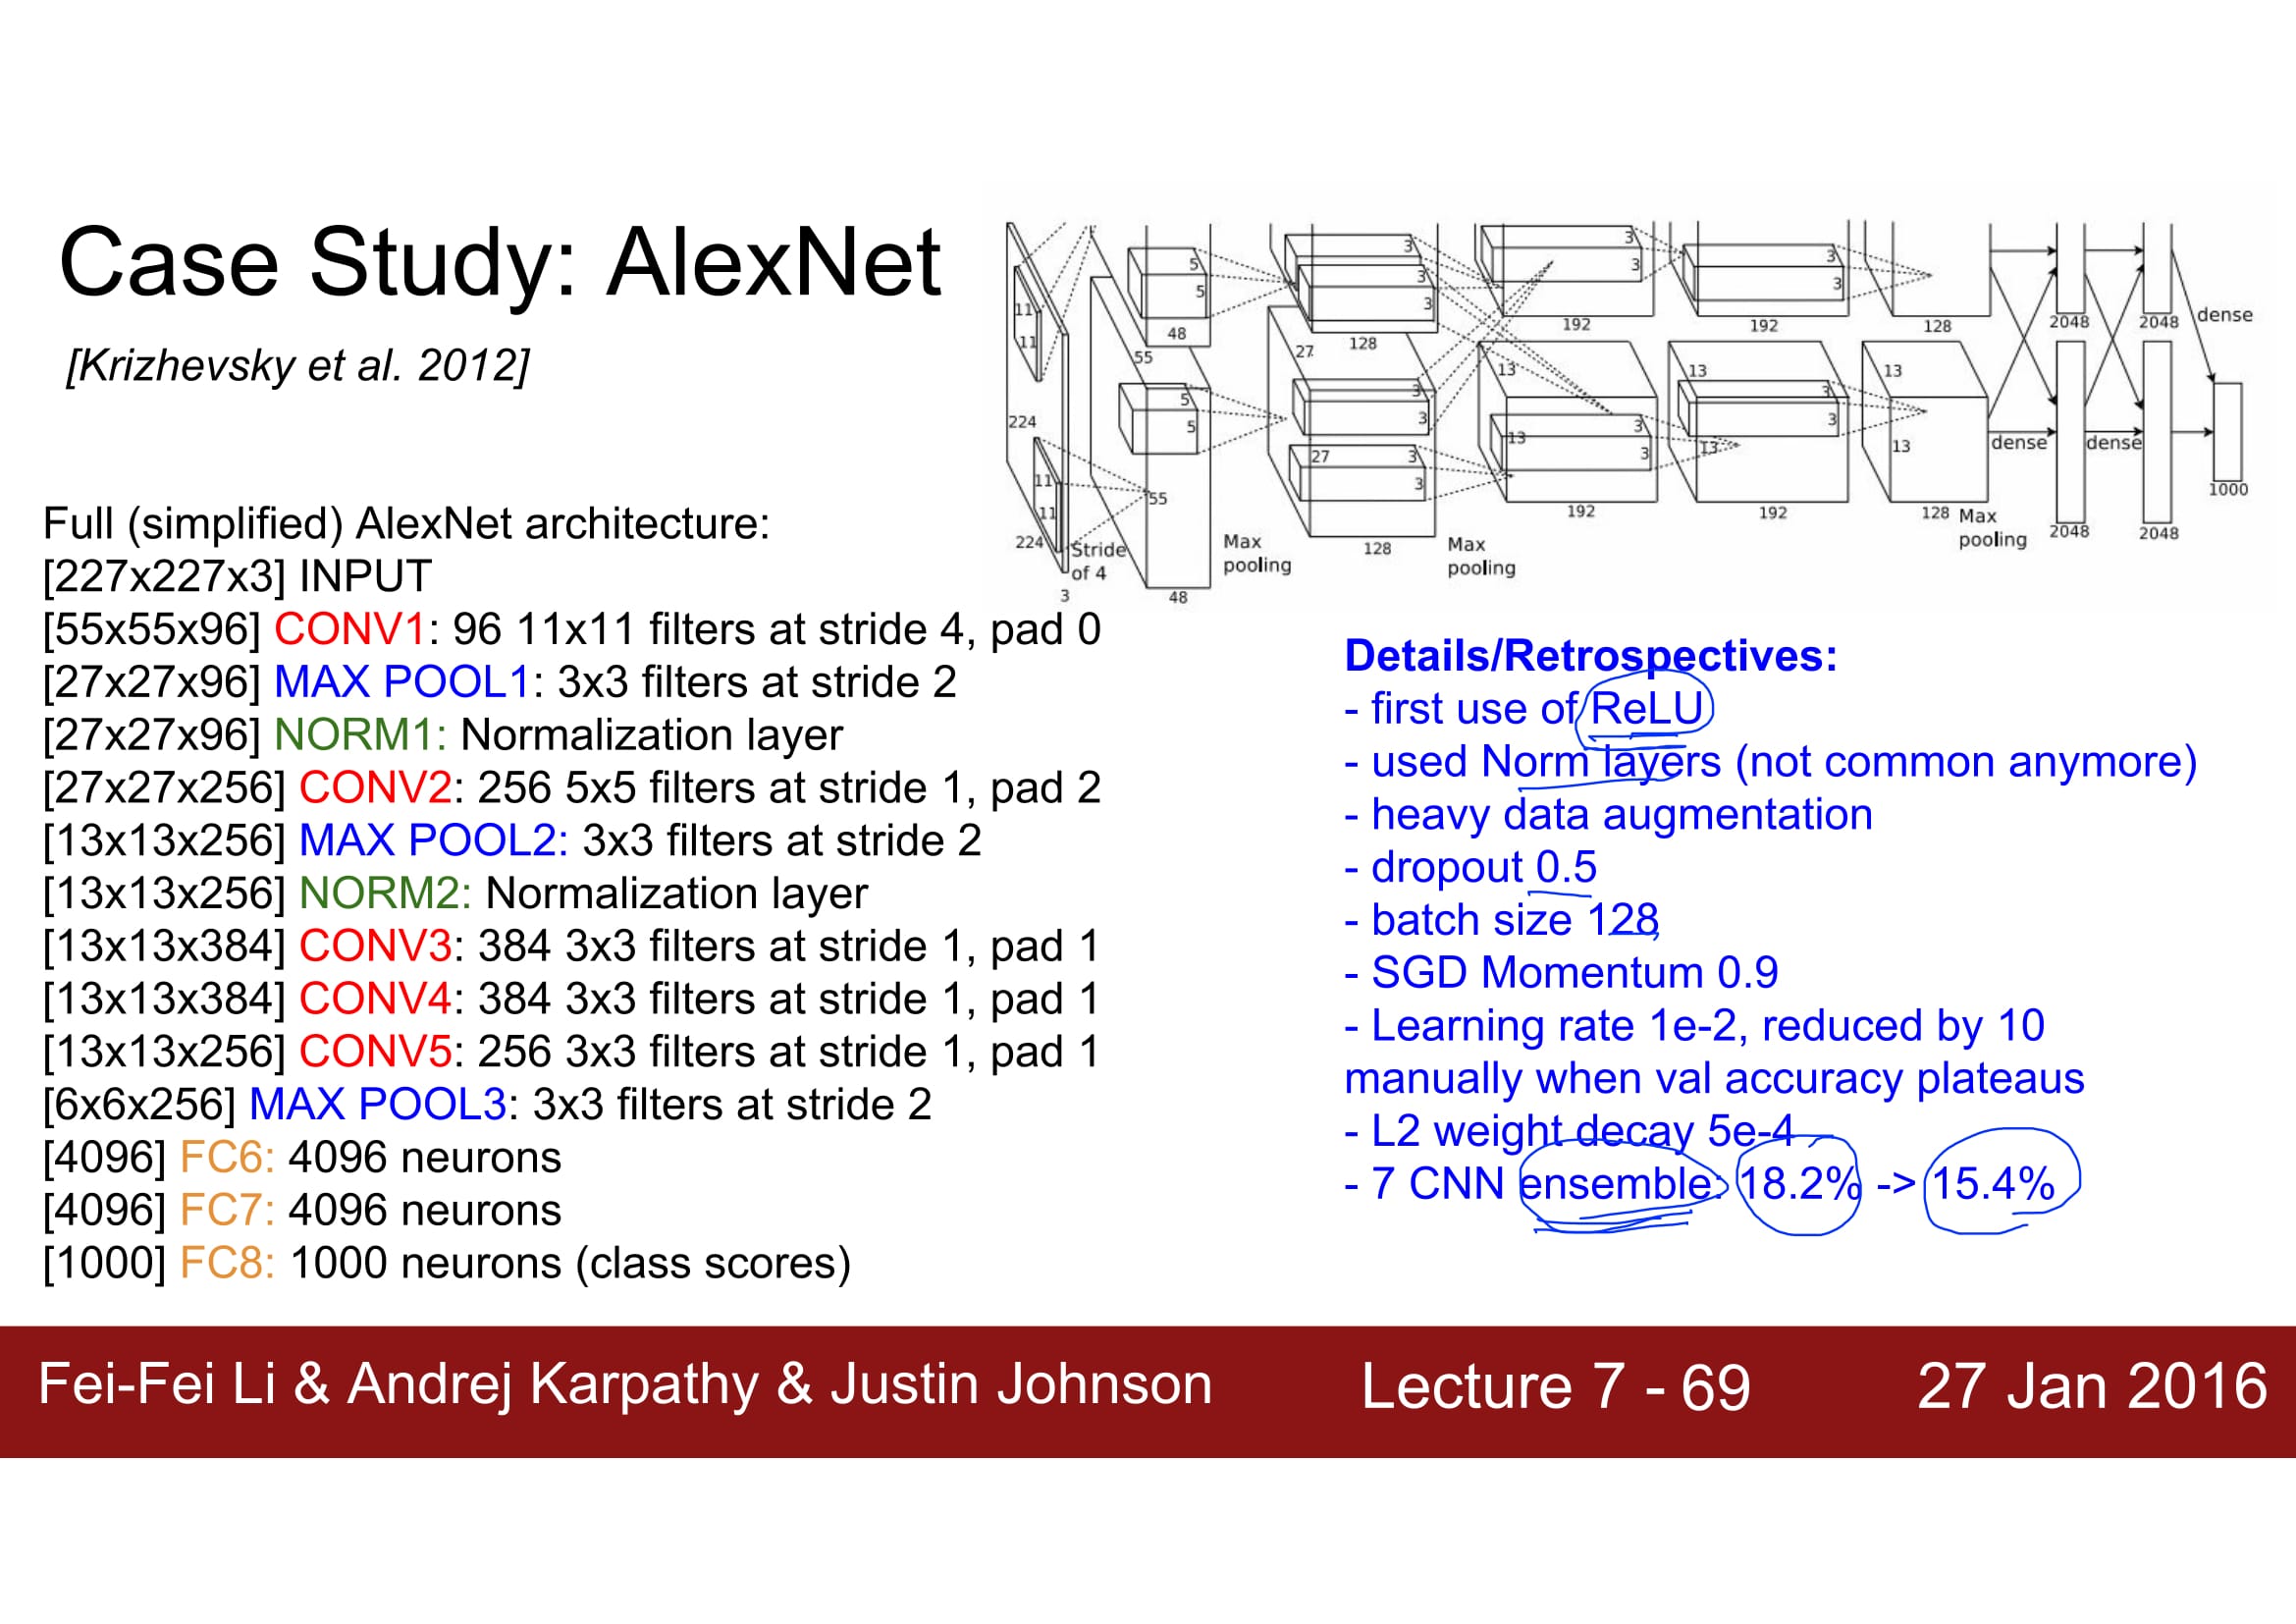 Case Study: AlexNet
[Krizhevsky et al. 2012]
3
3
3
3
5
5
3
3
3
3
11
11
48
55
27
128
192
192
128
2048
2048
dense
5
5
3
3
13
13
3
3
13
224
3
3
13
13
13
dense
dense
11
11
55
27
3
3
1000
224
Stride
of 4
Max
pooling
128
Max
pooling
192
192
128
Max
pooling
2048
2048
3
48
Full (simplified) AlexNet architecture:
[227x227x3] INPUT
[55x55x96] CONV1: 96 11x11 filters at stride 4, pad 0
[27x27x96] MAX POOL1: 3x3 filters at stride 2
[27x27x96] NORM1: Normalization layer
[27x27x256] CONV2: 256 5x5 filters at stride 1, pad 2
[13x13x256] MAX POOL2: 3x3 filters at stride 2
[13x13x256] NORM2: Normalization layer
[13x13x384] CONV3: 384 3x3 filters at stride 1, pad 1
[13x13x384] CONV4: 384 3x3 filters at stride 1, pad 1
[13x13x256] CONV5: 256 3x3 filters at stride 1, pad 1
[6x6x256] MAX POOL3: 3x3 filters at stride 2
[4096] FC6: 4096 neurons
[4096] FC7: 4096 neurons
[1000] FC8: 1000 neurons (class scores)
Details/Retrospectives:
- first use of ReLU
- used Norm layers (not common anymore)
- heavy data augmentation
- dropout 0.5
- batch size 128
- SGD Momentum 0.9
- Learning rate 1e-2, reduced by 10
manually when val accuracy plateaus
- L2 weight decay 5e-4
- 7 CNN ensemble: 18.2% -> 15.4%
Fei-Fei Li & Andrej Karpathy & Justin Johnson
Lecture 7 - 69
27 Jan 2016